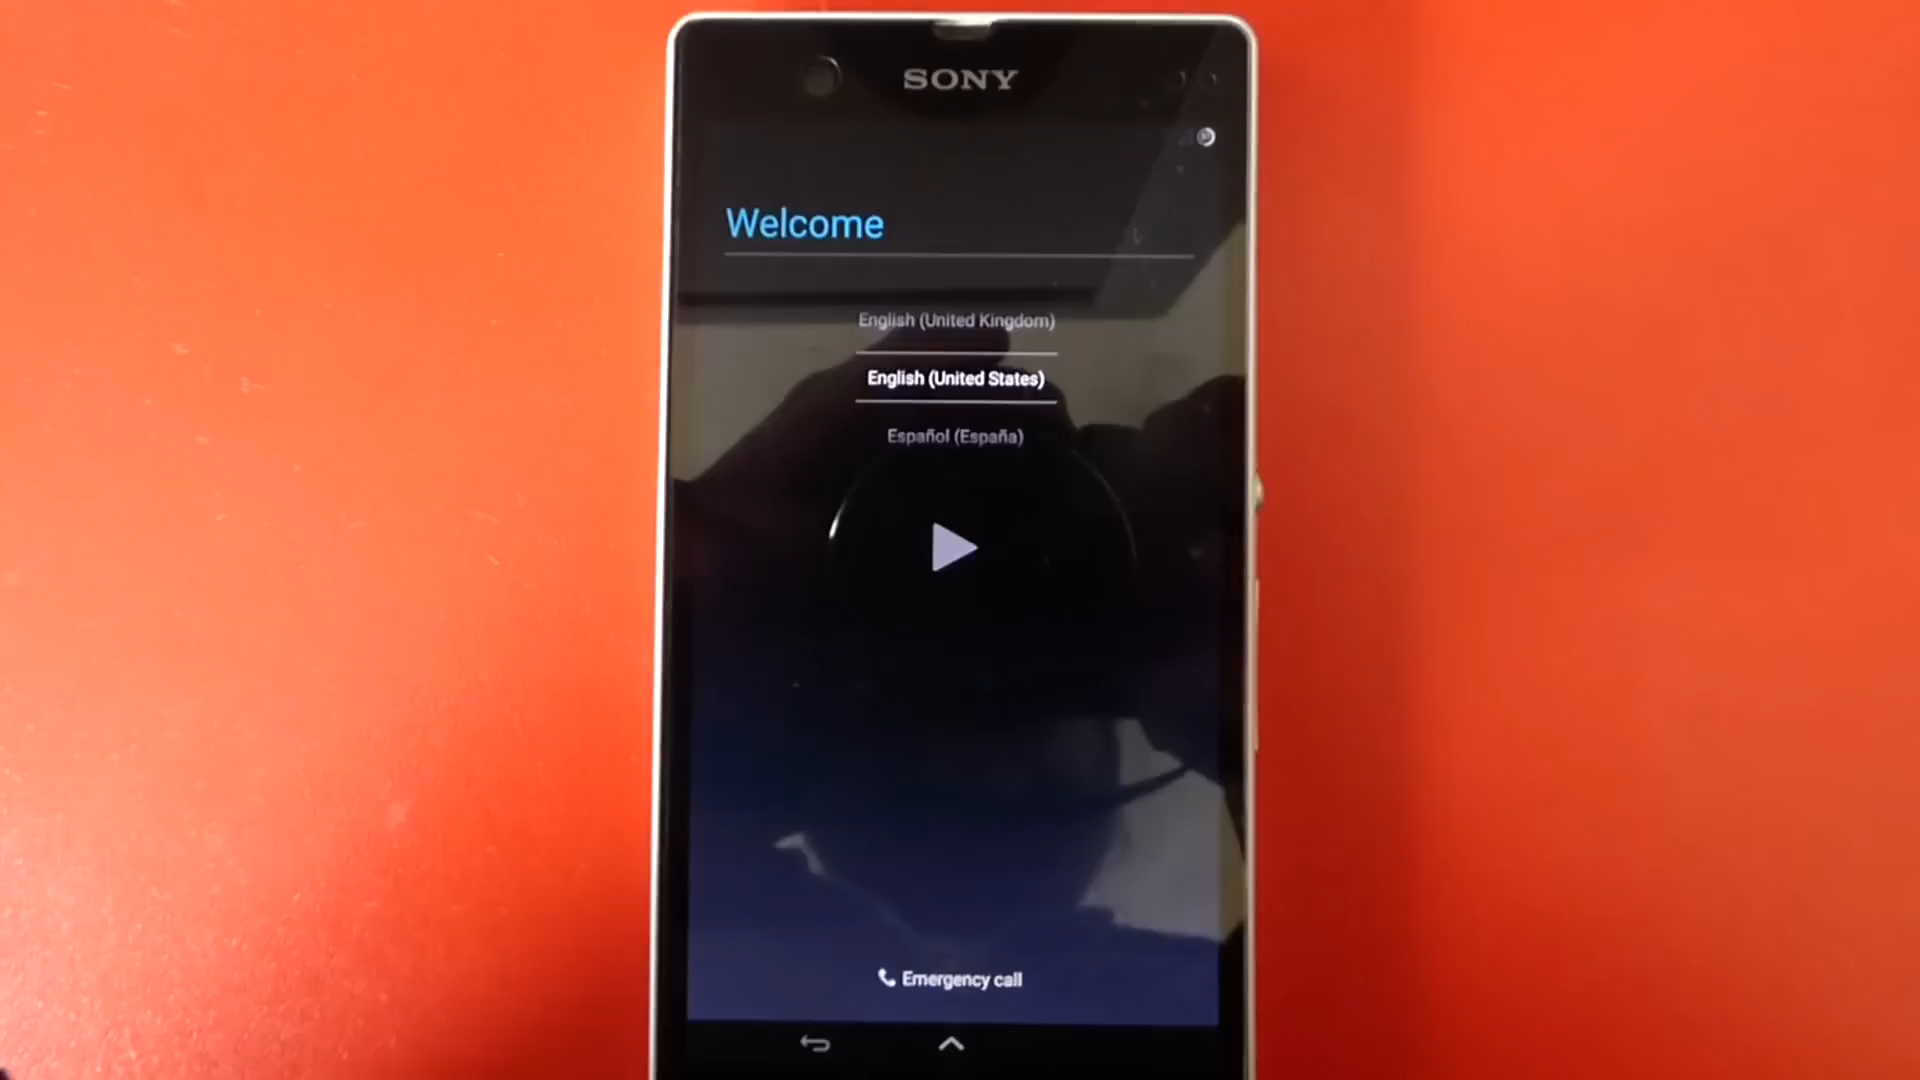 SONY
Welcome
English (United Kingdom)
English (United States)
Español (España)
Emergency call